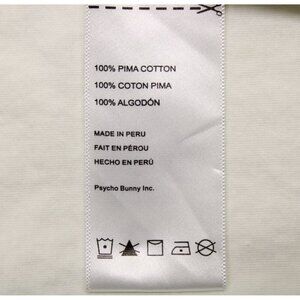 100% PIMA COTTON
100% COTON PIMA
100% ALGODÓN
MADE IN PERU
FAIT EN PÉROU
HECHO EN PERÚ
Psycho Bunny Inc.